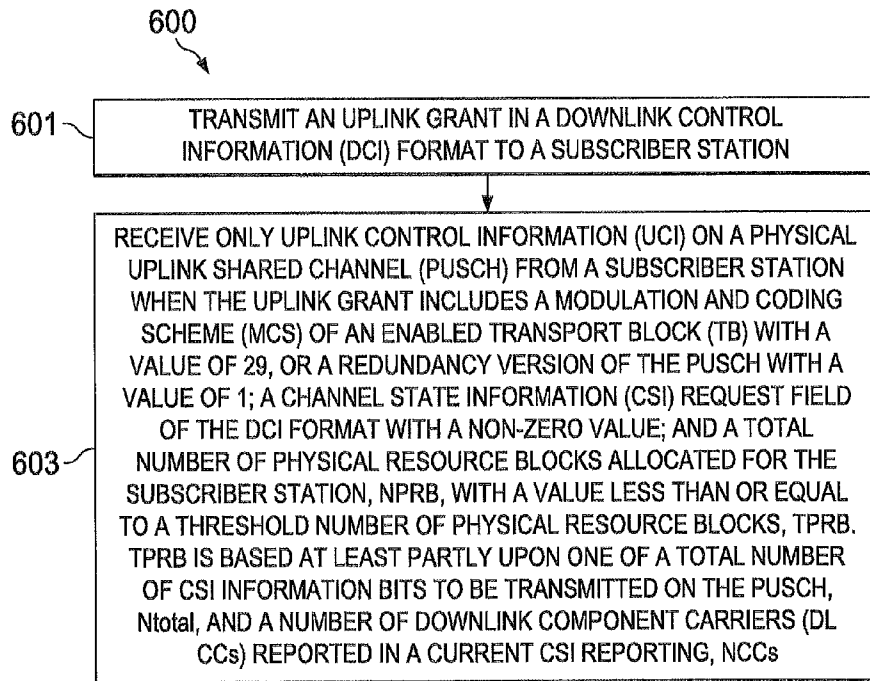 600
601
TRANSMIT AN UPLINK GRANT IN A DOWNLINK CONTROL
INFORMATION (DCI) FORMAT TO A SUBSCRIBER STATION
603
RECEIVE ONLY UPLINK CONTROL INFORMATION (UCI) ON A PHYSICAL
UPLINK SHARED CHANNEL (PUSCH) FROM A SUBSCRIBER STATION
WHEN THE UPLINK GRANT INCLUDES A MODULATION AND CODING
SCHEME (MCS) OF AN ENABLED TRANSPORT BLOCK (TB) WITH A
VALUE OF 29, OR A REDUNDANCY VERSION OF THE PUSCH WITH A
VALUE OF 1; A CHANNEL STATE INFORMATION (CSI) REQUEST FIELD
OF THE DCI FORMAT WITH A NON-ZERO VALUE; AND A TOTAL
NUMBER OF PHYSICAL RESOURCE BLOCKS ALLOCATED FOR THE
SUBSCRIBER STATION, NPRB, WITH A VALUE LESS THAN OR EQUAL
TO A THRESHOLD NUMBER OF PHYSICAL RESOURCE BLOCKS, TPRB.
TPRB IS BASED AT LEAST PARTLY UPON ONE OF A TOTAL NUMBER
OF CSI INFORMATION BITS TO BE TRANSMITTED ON THE PUSCH,
Ntotal, AND A NUMBER OF DOWNLINK COMPONENT CARRIERS (DL
CCs) REPORTED IN A CURRENT CSI REPORTING, NCCs